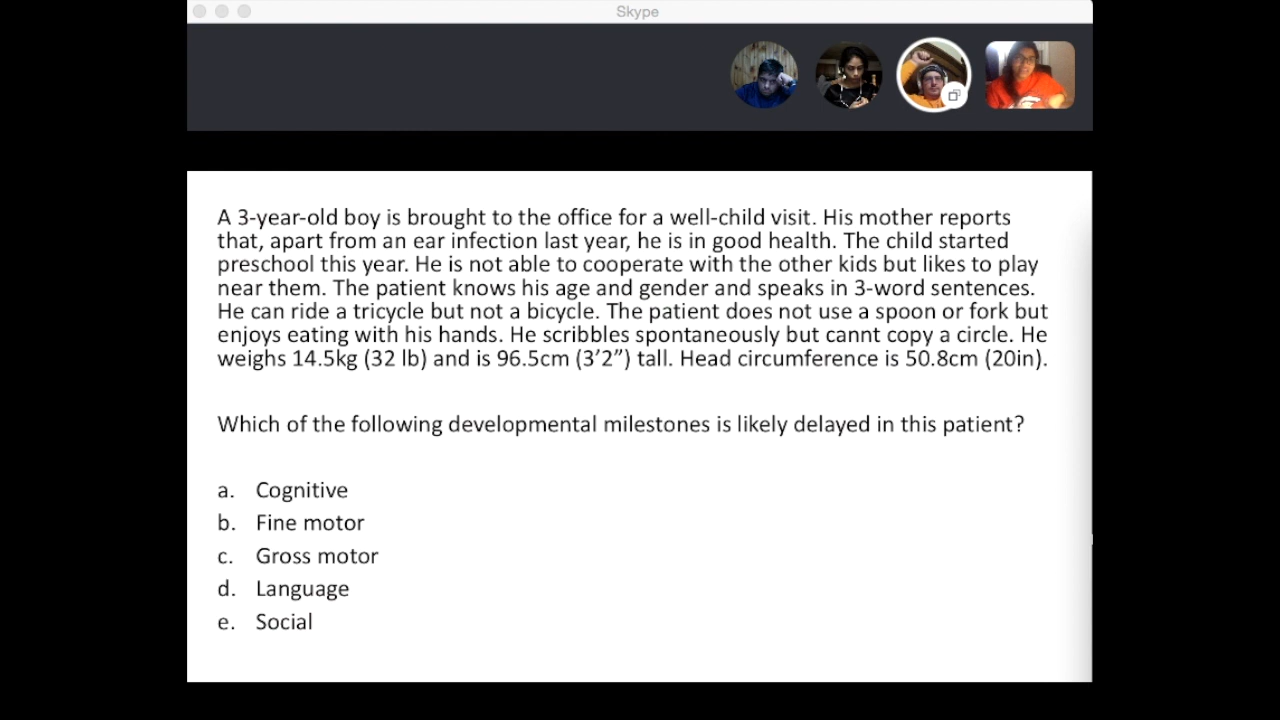 Skype
A 3-year-old boy is brought to the office for a well-child visit. His mother reports
that, apart from an ear infection last year, he is in good health. The child started
preschool this year. He is not able to cooperate with the other kids but likes to play
near them. The patient knows his age and gender and speaks in 3-word sentences.
He can ride a tricycle but not a bicycle. The patient does not use a spoon or fork but
enjoys eating with his hands. He scribbles spontaneously but cannt copy a circle. He
weighs 14.5kg (32 lb) and is 96.5cm (3’2”) tall. Head circumference is 50.8cm (20in).
Which of the following developmental milestones is likely delayed in this patient?
a. Cognitive
b. Fine motor
c. Gross motor
d. Language
e. Social